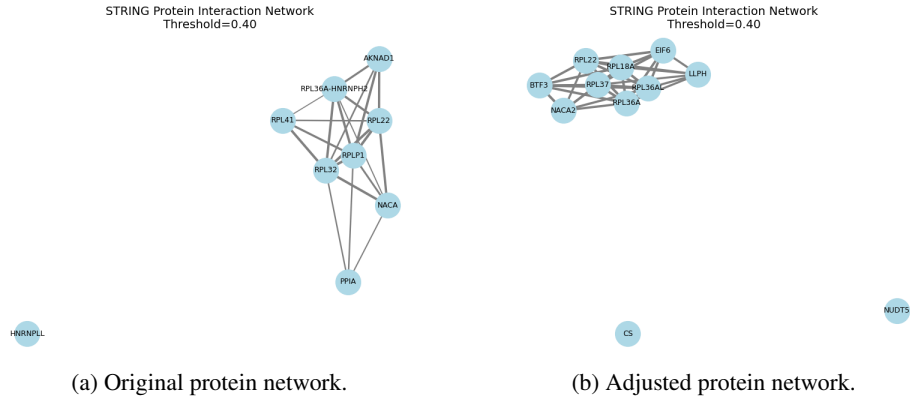 STRING Protein Interaction Network
Threshold=0.40
AKNAD1
RPL36A-HNRNPH2
RPL41
RPL22
RPLP1
RPL32
NACA
PPIA
HNRNPLL
(a) Original protein network.
STRING Protein Interaction Network
Threshold=0.40
EIF6
RPL22
RPL18A
LLPH
BTF3
RPL37
RPL36AL
RPL36A
NACA2
NUDT5
CS
(b) Adjusted protein network.